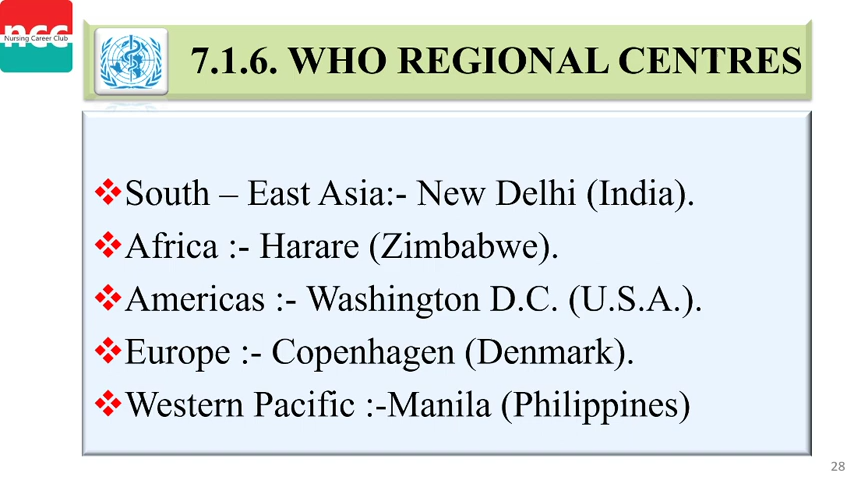 ncc
Nursing Career Club
7.1.6. WHO REGIONAL CENTRES
❖South – East Asia:- New Delhi (India).
❖Africa :- Harare (Zimbabwe).
❖Americas :- Washington D.C. (U.S.A.).
❖Europe :- Copenhagen (Denmark).
❖Western Pacific :-Manila (Philippines)
28